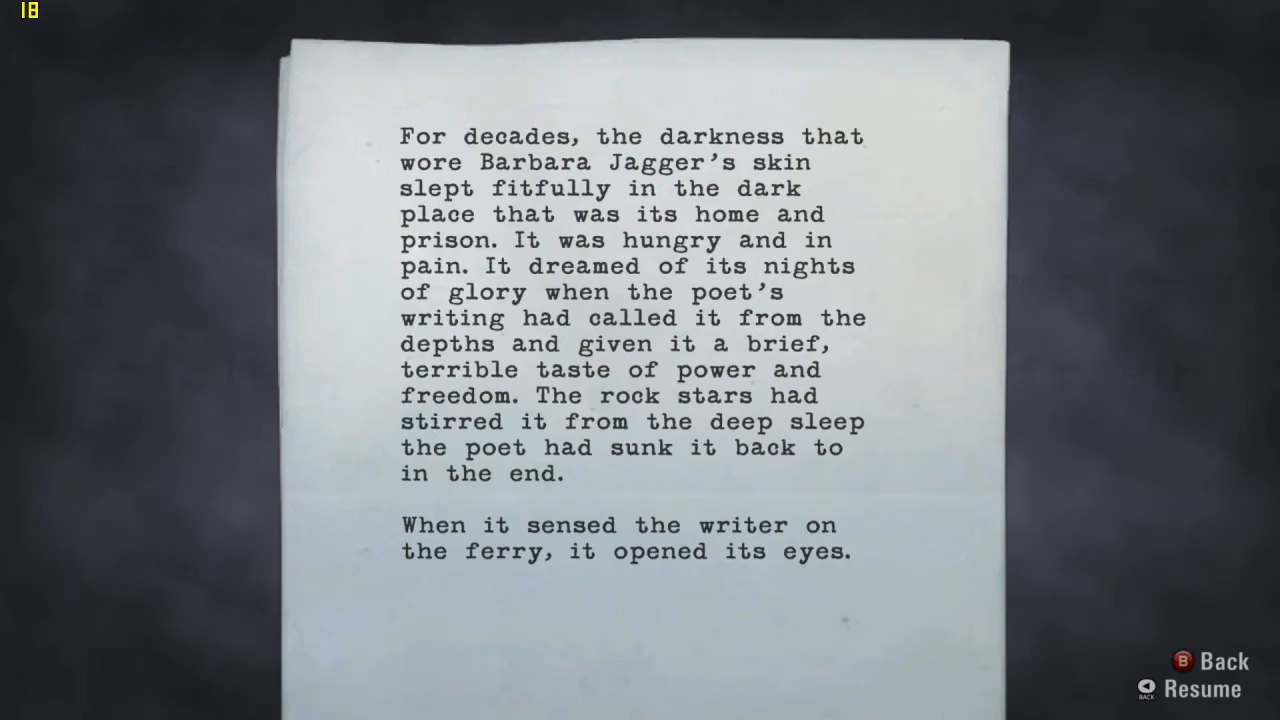 18
For decades, the darkness that
wore Barbara Jagger's skin
slept fitfully in the dark
place that was its home and
prison. It was hungry and in
pain. It dreamed of its nights
of glory when the poet's
writing had called it from the
depths and given it a brief,
terrible taste of power and
freedom. The rock stars had
stirred it from the deep sleep
the poet had sunk it back to
in the end.
When it sensed the writer on
the ferry, it opened its eyes.
B Back
BACK Resume